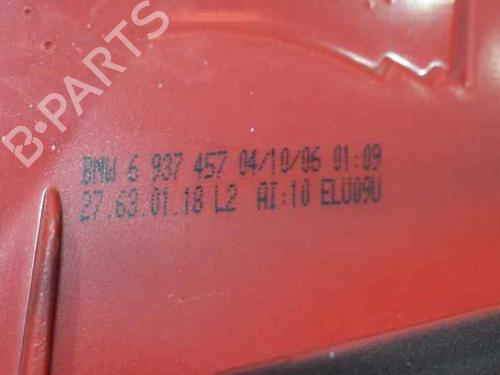 B-PARTS
BMW 6 937 457 04/10/06 01:09
27.63.01.18 L2 AI:10 ELU09U